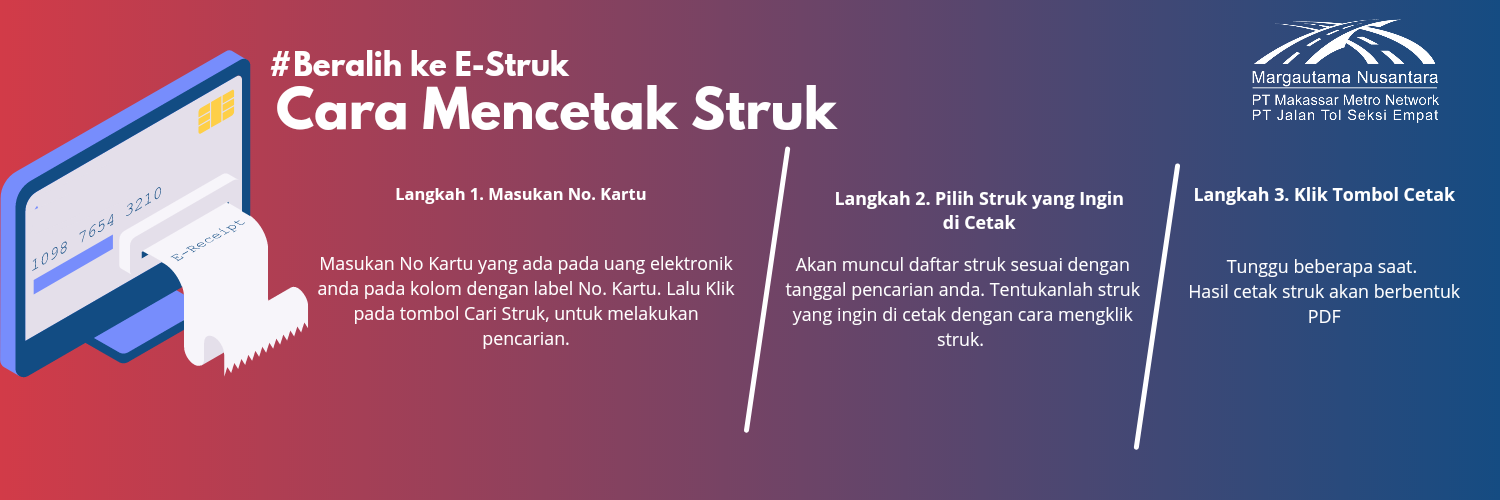 #Beralih ke E-Struk
Cara Mencetak Struk
Margautama Nusantara
PT Makassar Metro Network
PT Jalan Tol Seksi Empat
1098 7654 3210
E-Receipt
Langkah 1. Masukan No. Kartu
Masukan No Kartu yang ada pada uang elektronik
anda pada kolom dengan label No. Kartu. Lalu Klik
pada tombol Cari Struk, untuk melakukan
pencarian.
Langkah 2. Pilih Struk yang Ingin
di Cetak
Akan muncul daftar struk sesuai dengan
tanggal pencarian anda. Tentukanlah struk
yang ingin di cetak dengan cara mengklik
struk.
Langkah 3. Klik Tombol Cetak
Tunggu beberapa saat.
Hasil cetak struk akan berbentuk
PDF